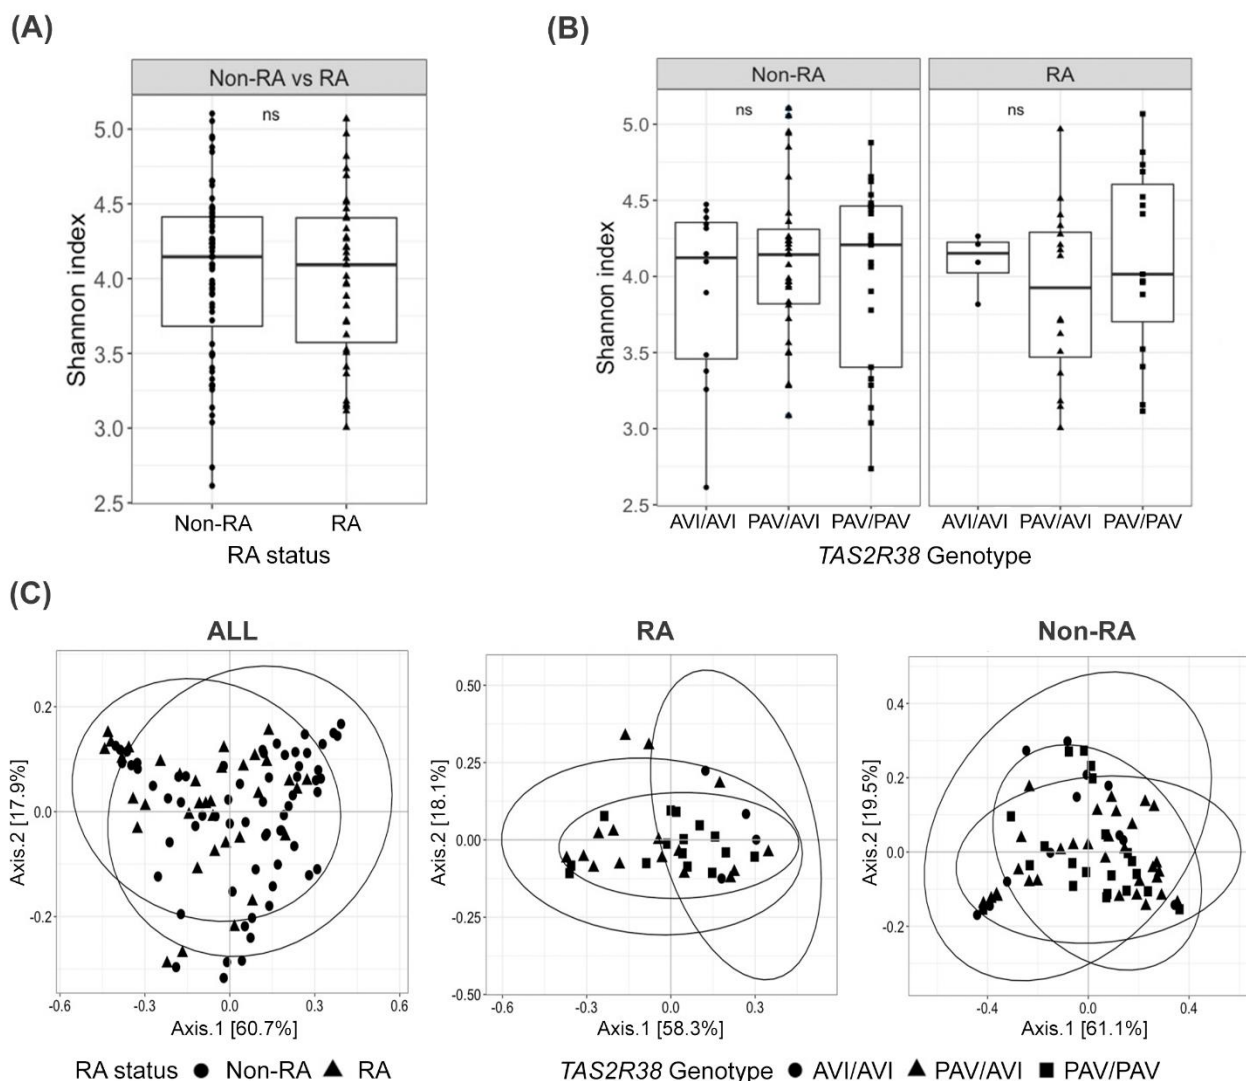 (A)
Non-RA vs RA
ns
5.0
4.5
4.0
3.5
3.0
2.5
Shannon index
Non-RA RA
RA status
(B)
Non-RA RA
ns ns
5.0
4.5
4.0
3.5
3.0
2.5
Shannon index
AVI/AVI PAV/AVI PAV/PAV AVI/AVI PAV/AVI PAV/PAV
TAS2R38 Genotype
(C)
ALL
0.2
0.0
-0.2
Axis.2 [17.9%]
-0.6 -0.3 0.0 0.3 0.6
Axis.1 [60.7%]
RA
0.50
0.25
0.00
-0.25
-0.50
Axis.2 [18.1%]
-0.6 -0.3 0.0 0.3 0.6
Axis.1 [58.3%]
Non-RA
0.4
0.2
0.0
-0.2
Axis.2 [19.5%]
-0.4 0.0 0.4
Axis.1 [61.1%]
RA status Non-RA RA
TAS2R38 Genotype AVI/AVI PAV/AVI PAV/PAV